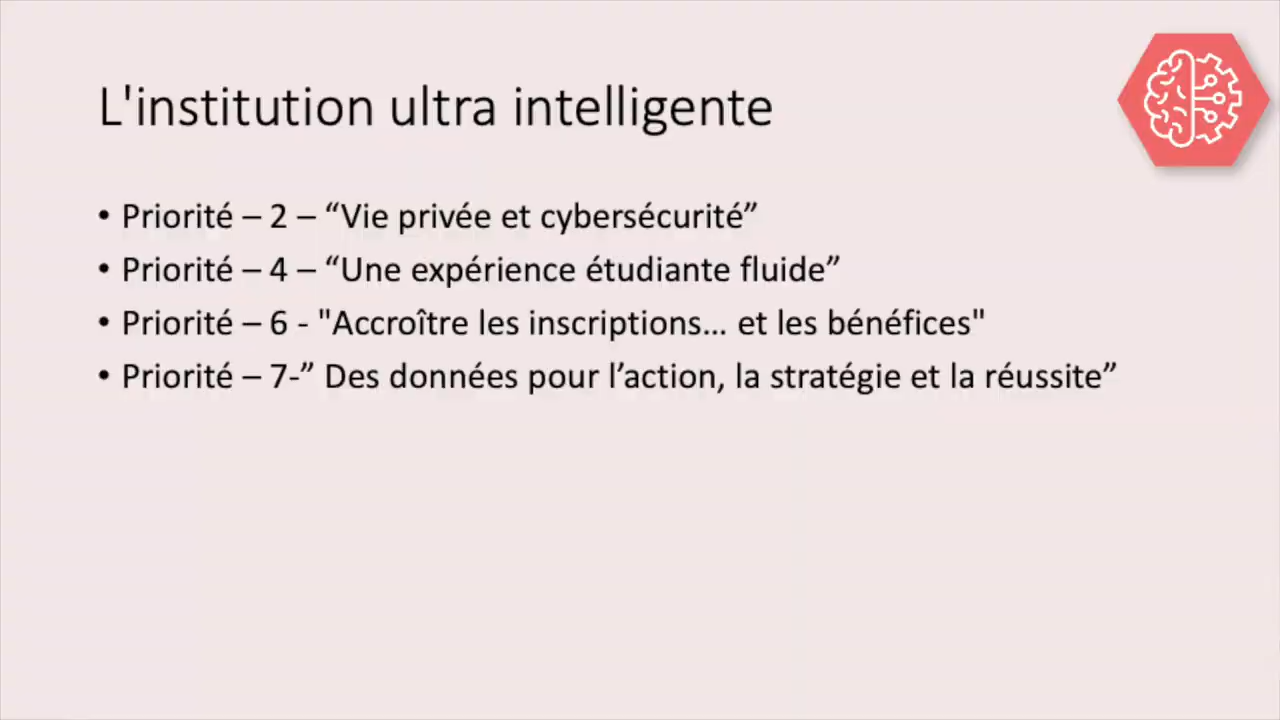 L'institution ultra intelligente
• Priorité – 2 – “Vie privée et cybersécurité”
• Priorité – 4 – “Une expérience étudiante fluide”
• Priorité – 6 - "Accroître les inscriptions… et les bénéfices"
• Priorité – 7-” Des données pour l’action, la stratégie et la réussite”